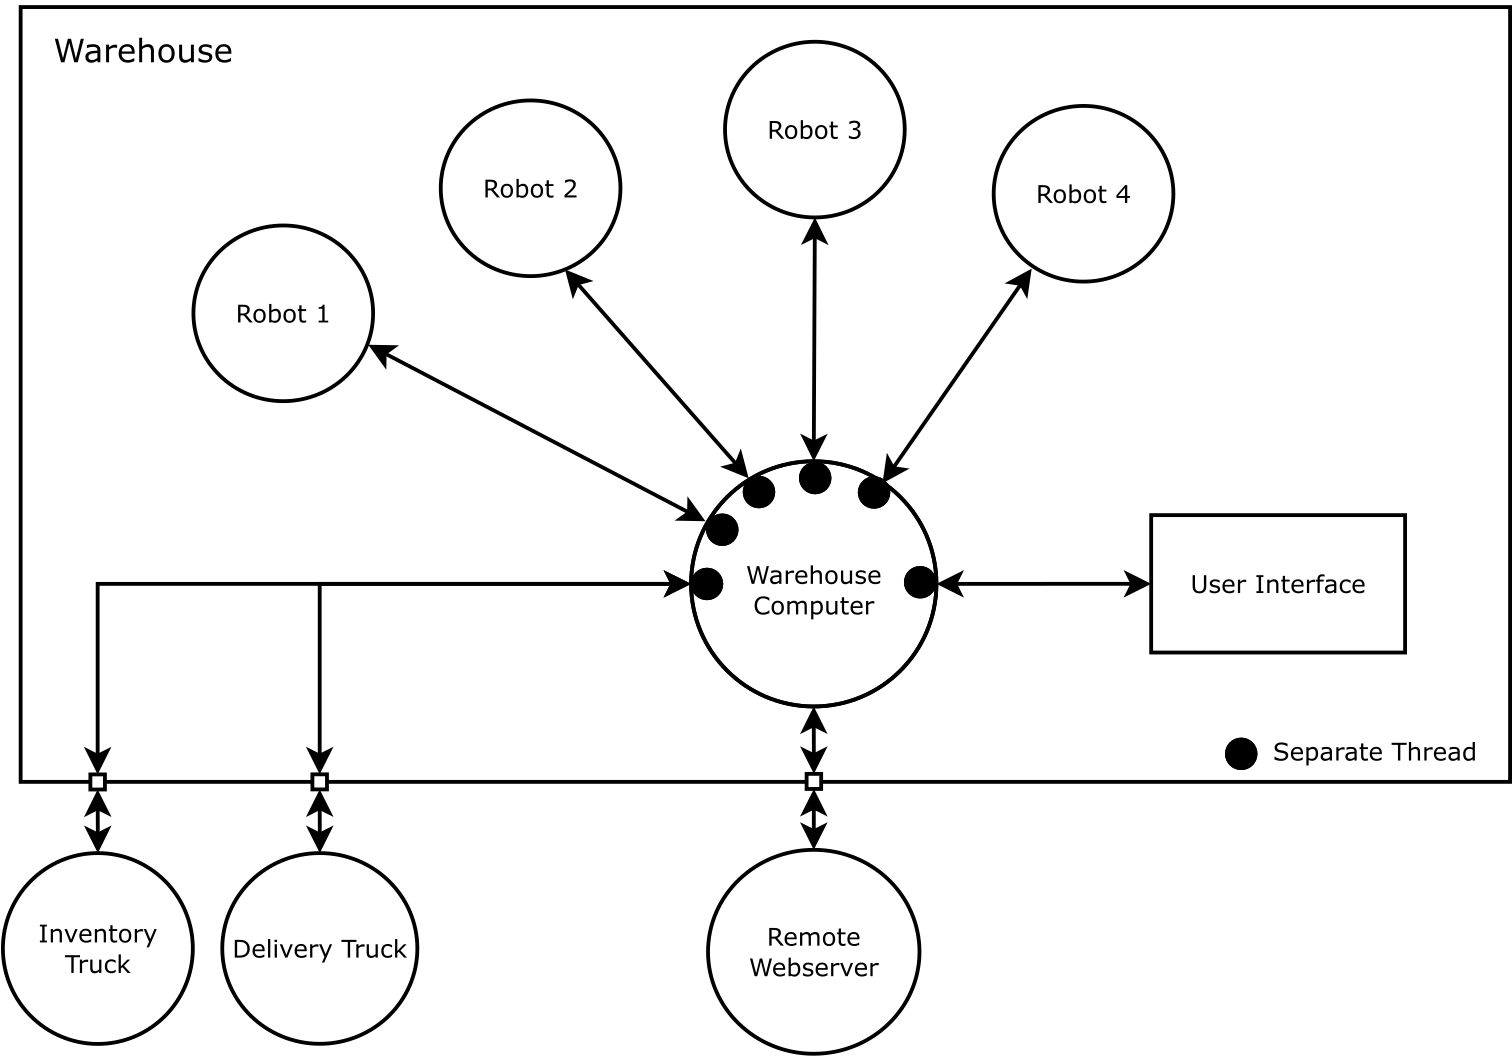 Warehouse
Robot 3
Robot 2
Robot 4
Robot 1
Warehouse
Computer
User Interface
Separate Thread
Inventory
Truck
Delivery Truck
Remote
Webserver